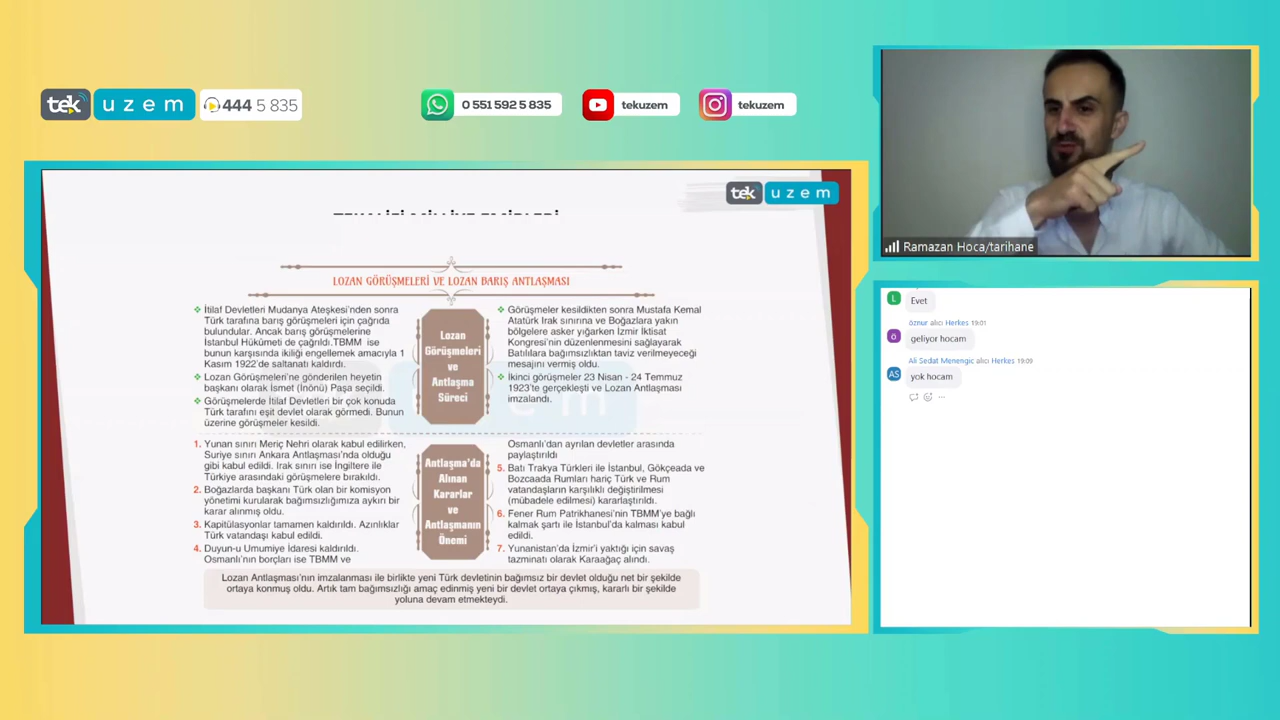 tek uzem 444 5 835
0 551 592 5 835
tekuzem
tekuzem
Ramazan Hoca/tarihane
tek uzem
LOZAN GÖRÜŞMELERİ VE LOZAN BARIŞ ANTLAŞMASI
İtilaf Devletleri Mudanya Ateşkesi'nden sonra
Türk tarafına barış görüşmeleri için çağrıda
bulundular. Ancak barış görüşmelerine
İstanbul Hükûmeti de çağrıldı.TBMM ise
bunun karşısında ikiliği engellemek amacıyla 1
Kasım 1922'de saltanatı kaldırdı.
Lozan Görüşmeleri'ne gönderilen heyetin
başkanı olarak İsmet (İnönü) Paşa seçildi.
Görüşmelerde İtilaf Devletleri bir çok konuda
Türk tarafını eşit devlet olarak görmedi. Bunun
üzerine görüşmeler kesildi.
Lozan
Görüşmeleri
ve
Antlaşma
Süreci
Görüşmeler kesildikten sonra Mustafa Kemal
Atatürk Irak sınırına ve Boğazlara yakın
bölgelere asker yığarken İzmir İktisat
Kongresi'nin düzenlenmesini sağlayarak
Batılılara bağımsızlıktan taviz verilmeyeceği
mesajını vermiş oldu.
İkinci görüşmeler 23 Nisan - 24 Temmuz
1923'te gerçekleşti ve Lozan Antlaşması
imzalandı.
1. Yunan sınırı Meriç Nehri olarak kabul edilirken,
Suriye sınırı Ankara Antlaşması'nda olduğu
gibi kabul edildi. Irak sınırı ise İngiltere ile
Türkiye arasındaki görüşmelere bırakıldı.
2. Boğazlarda başkanı Türk olan bir komisyon
yönetimi kurularak bağımsızlığımıza aykırı bir
karar alınmış oldu.
3. Kapitülasyonlar tamamen kaldırıldı. Azınlıklar
Türk vatandaşı kabul edildi.
4. Duyun-u Umumiye İdaresi kaldırıldı.
Osmanlı'nın borçları ise TBMM ve
Antlaşma'da
Alınan
Kararlar
ve
Antlaşmanın
Önemi
Osmanlı'dan ayrılan devletler arasında
paylaştırıldı
5. Batı Trakya Türkleri ile İstanbul, Gökçeada ve
Bozcaada Rumları hariç Türk ve Rum
vatandaşların karşılıklı değiştirilmesi
(mübadele edilmesi) kararlaştırıldı.
6. Fener Rum Patrikhanesi'nin TBMM'ye bağlı
kalmak şartı ile İstanbul'da kalması kabul
edildi.
7. Yunanistan'da İzmir'i yaktığı için savaş
tazminatı olarak Karaağaç alındı.
Lozan Antlaşması'nın imzalanması ile birlikte yeni Türk devletinin bağımsız bir devlet olduğu net bir şekilde
ortaya konmuş oldu. Artık tam bağımsızlığı amaç edinmiş yeni bir devlet ortaya çıkmış, kararlı bir şekilde
yoluna devam etmekteydi.
L
Evet
öznur alıcı Herkes 19:01
ö
geliyor hocam
Ali Sedat Menengic alıcı Herkes 19:09
AS
yok hocam